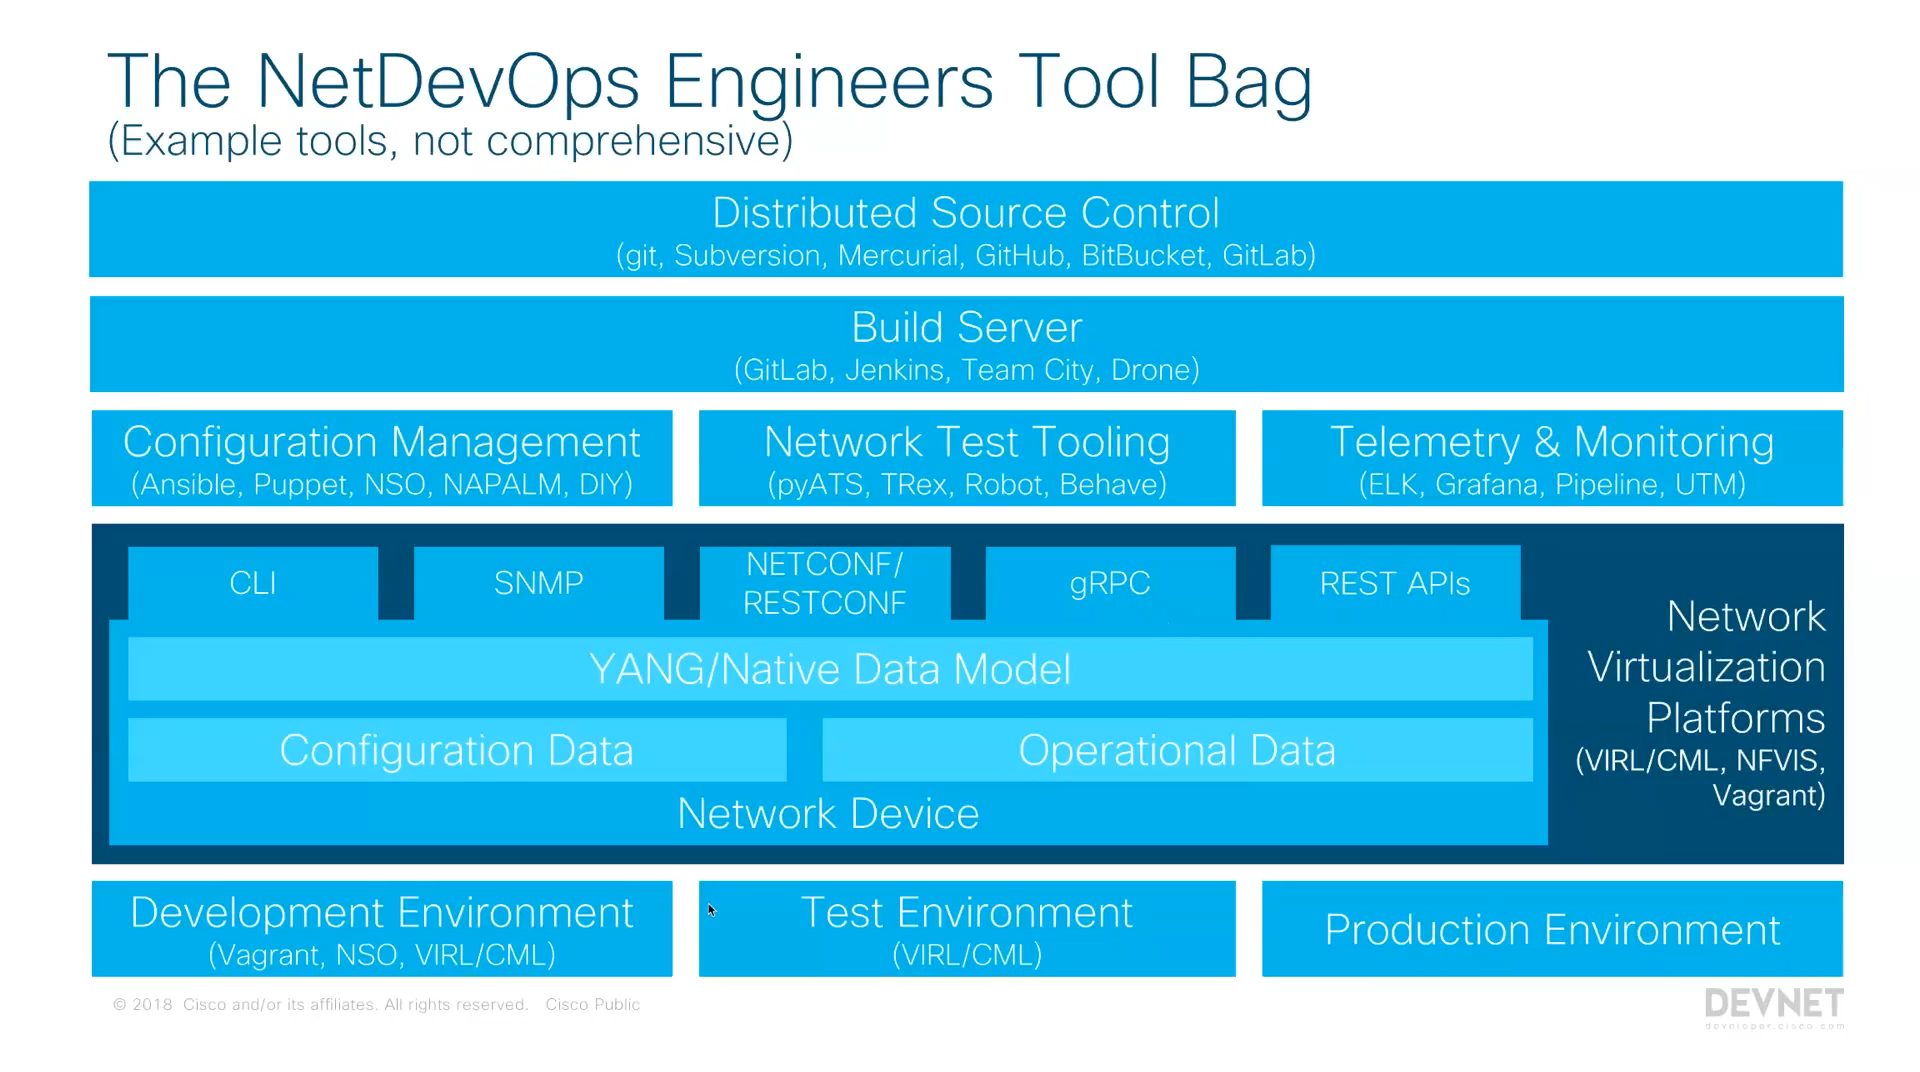 The NetDevOps Engineers Tool Bag
(Example tools, not comprehensive)
Distributed Source Control
(git, Subversion, Mercurial, GitHub, BitBucket, GitLab)
Build Server
(GitLab, Jenkins, Team City, Drone)
Configuration Management
(Ansible, Puppet, NSO, NAPALM, DIY)
Network Test Tooling
(pyATS, TRex, Robot, Behave)
Telemetry & Monitoring
(ELK, Grafana, Pipeline, UTM)
CLI
SNMP
NETCONF/
RESTCONF
gRPC
REST APIs
YANG/Native Data Model
Configuration Data
Operational Data
Network Device
Network
Virtualization
Platforms
(VIRL/CML, NFVIS,
Vagrant)
Development Environment
(Vagrant, NSO, VIRL/CML)
Test Environment
(VIRL/CML)
Production Environment
© 2018 Cisco and/or its affiliates. All rights reserved. Cisco Public
DEVNET
developer.cisco.com